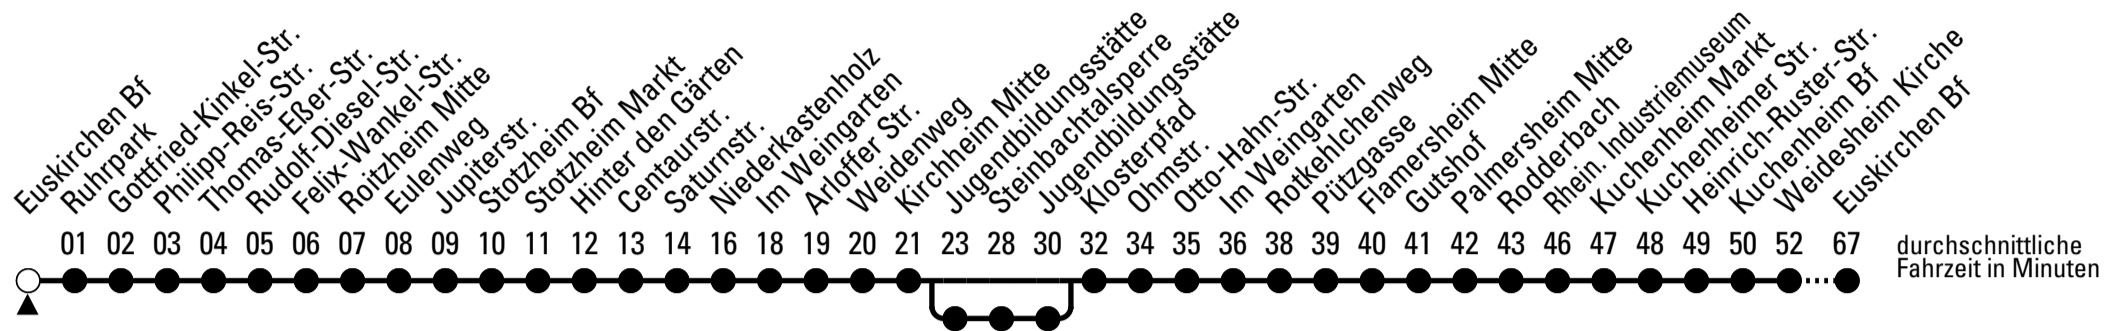 Euskirchen Bf
Ruhrpark
Gottfried-Kinkel-Str.
Philipp-Reis-Str.
Thomas-Eßer-Str.
Rudolf-Diesel-Str.
Felix-Wankel-Str.
Roitzheim Mitte
Eulenweg
Jupiterstr.
Stotzheim Bf
Stotzheim Markt
Hinter den Gärten
Centaurstr.
Saturnstr.
Niederkastenholz
Im Weingarten
Arloffer Str.
Weidenweg
Kirchheim Mitte
Jugendbildungsstätte
Steinbachtalsperre
Jugendbildungsstätte
Klosterpfad
Ohmstr.
Otto-Hahn-Str.
Im Weingarten
Rotkehlchenweg
Pützgasse
Flamersheim Mitte
Gutshof
Palmersheim Mitte
Rodderbach
Rhein. Industriemuseum
Kuchenheim Markt
Kuchenheimer Str.
Heinrich-Ruster-Str.
Kuchenheim Bf
Weidesheim Kirche
Euskirchen Bf
01 02 03 04 05 06 07 08 09 10 11 12 13 14 16 18 19 20 21 23 28 30 32 34 35 36 38 39 40 41 42 43 46 47 48 49 50 52 67
durchschnittliche
Fahrzeit in Minuten